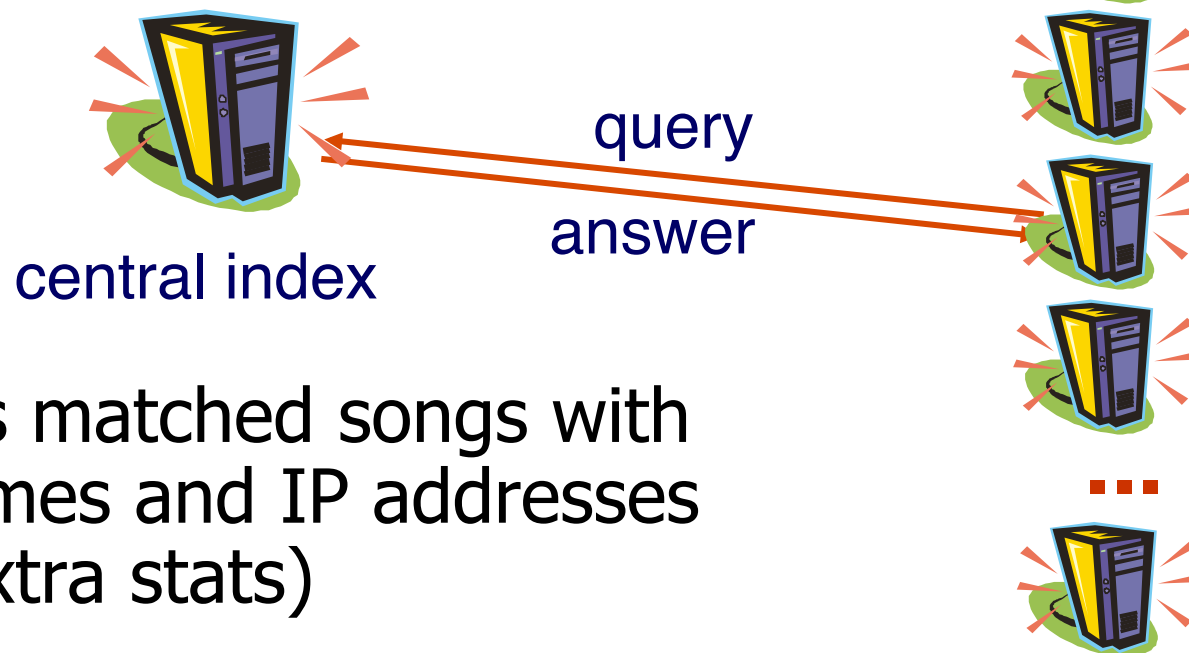 query
answer
central index
s matched songs with
mes and IP addresses
xtra stats)
...